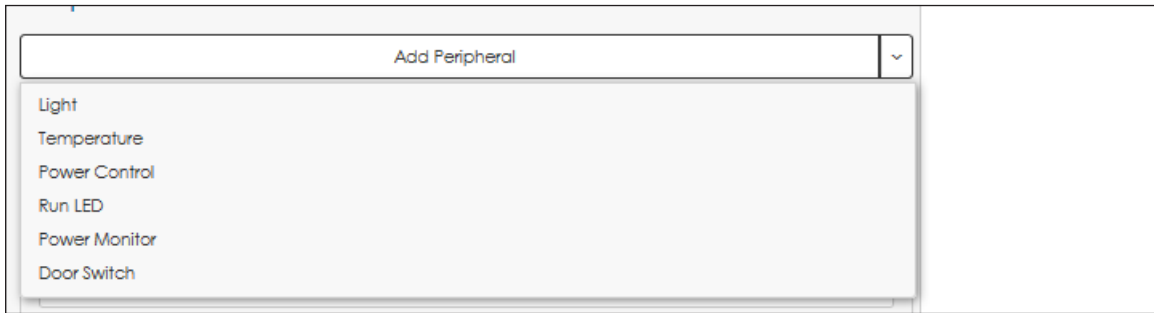 Add Peripheral
Light
Temperature
Power Control
Run LED
Power Monitor
Door Switch